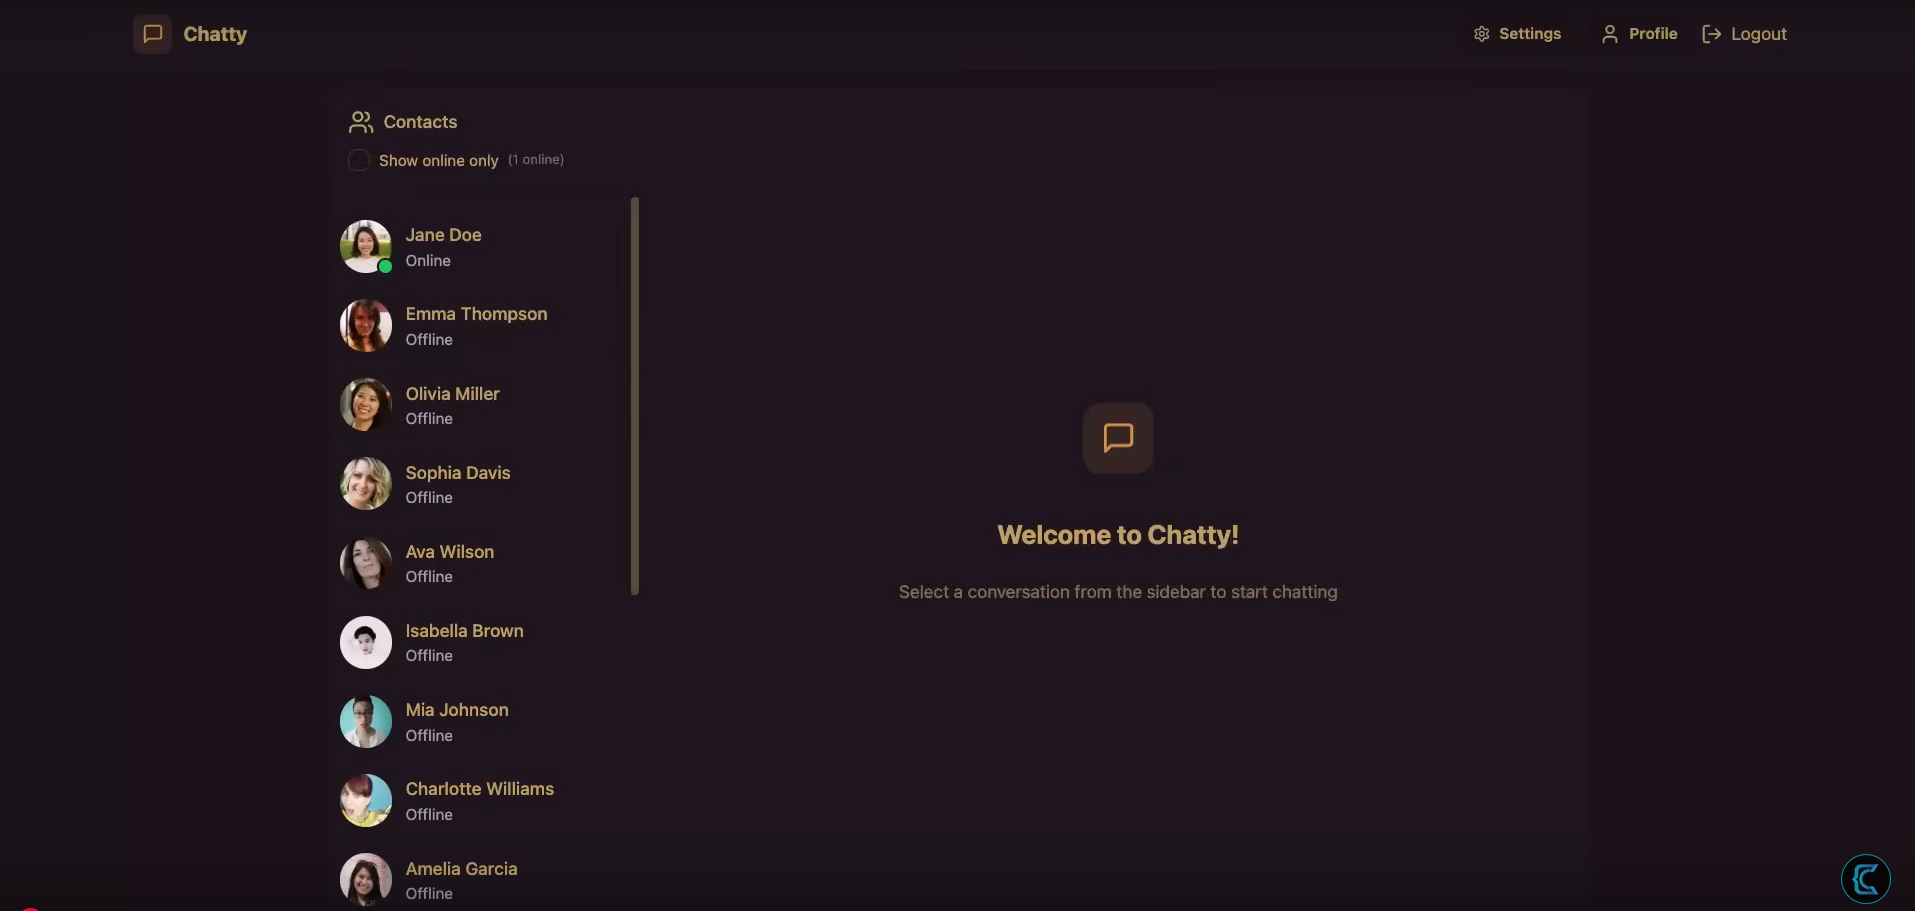 Chatty
Settings
Profile
Logout
Contacts
Show online only (1 online)
Jane Doe
Online
Emma Thompson
Offline
Olivia Miller
Offline
Sophia Davis
Offline
Ava Wilson
Offline
Isabella Brown
Offline
Mia Johnson
Offline
Charlotte Williams
Offline
Amelia Garcia
Offline
Welcome to Chatty!
Select a conversation from the sidebar to start chatting